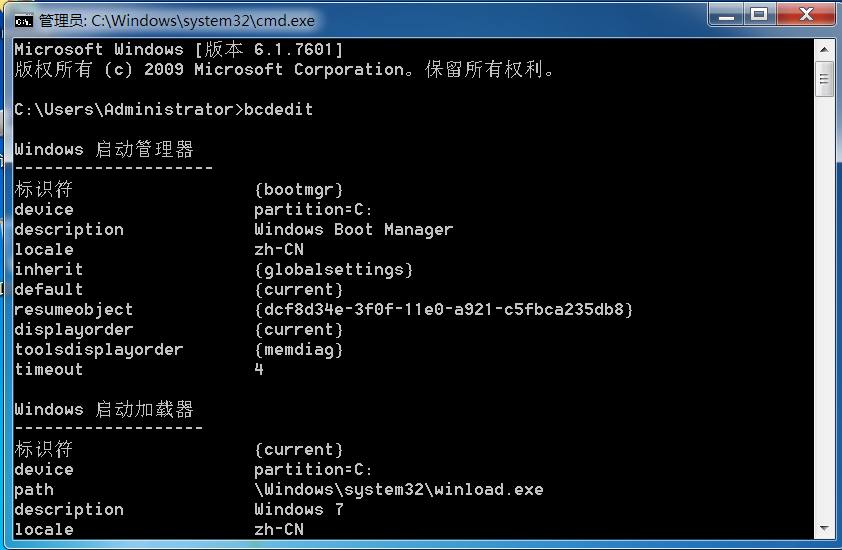 管理员: C:\Windows\system32\cmd.exe
Microsoft Windows [版本 6.1.7601]
版权所有 (c) 2009 Microsoft Corporation。保留所有权利。
C:\Users\Administrator>bcdedit
Windows 启动管理器
--------------------
标识符                  {bootmgr}
device                  partition=C:
description             Windows Boot Manager
locale                  zh-CN
inherit                 {globalsettings}
default                 {current}
resumeobject            {dcf8d34e-3f0f-11e0-a921-c5fbca235db8}
displayorder            {current}
toolsdisplayorder       {memdiag}
timeout                 4
Windows 启动加载器
-------------------
标识符                  {current}
device                  partition=C:
path                    \Windows\system32\winload.exe
description             Windows 7
locale                  zh-CN